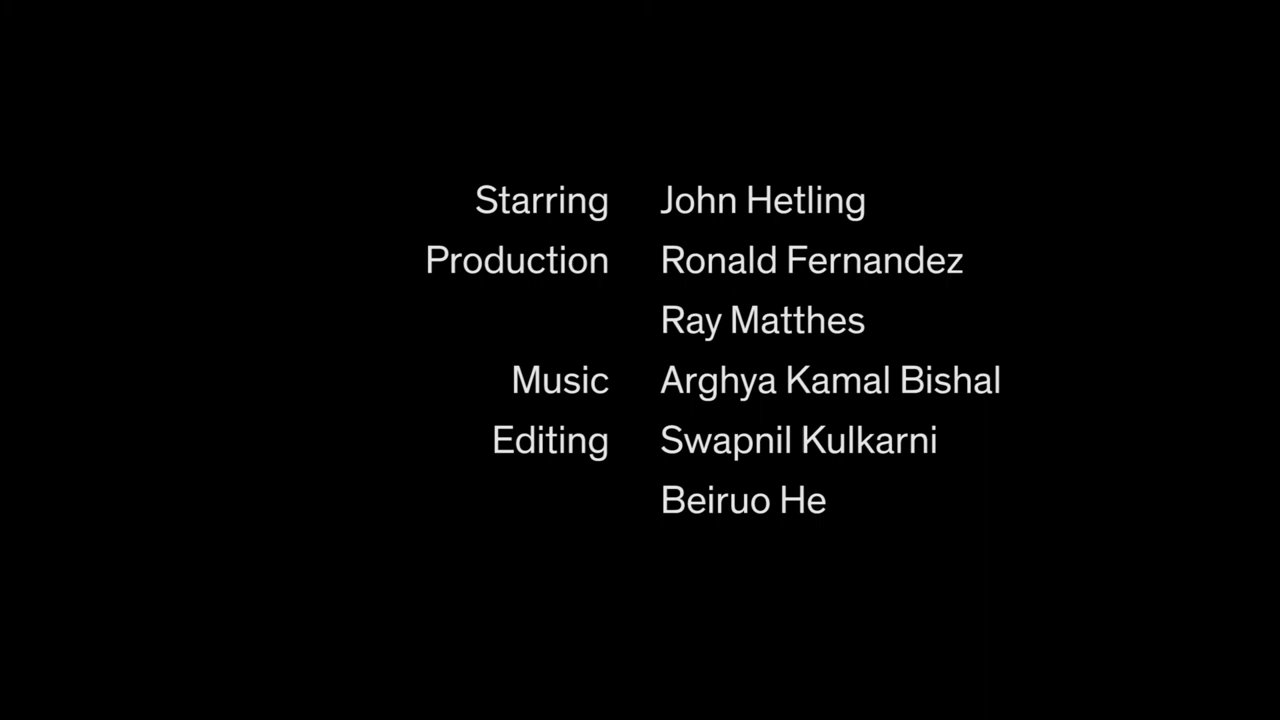 Starring John Hetling
Production Ronald Fernandez
Ray Matthes
Music Arghya Kamal Bishal
Editing Swapnil Kulkarni
Beiruo He